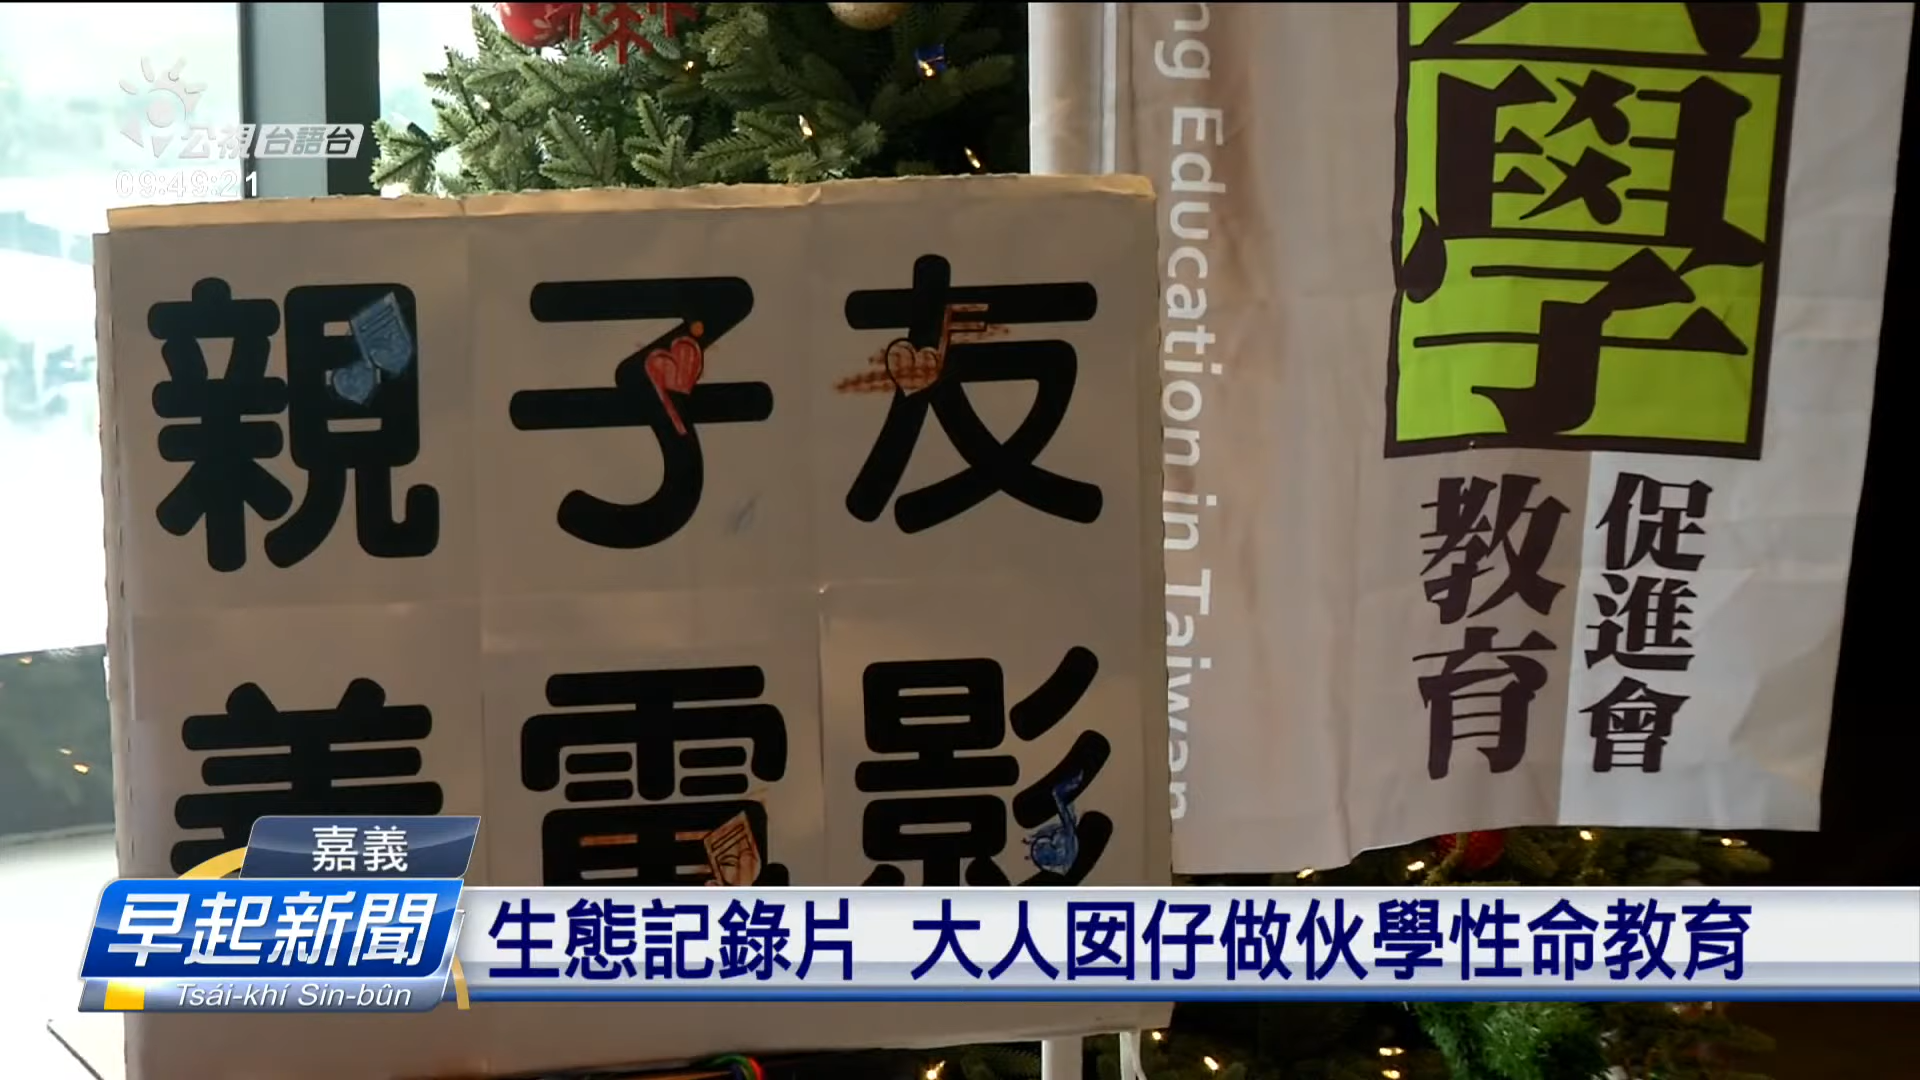 公視台語台
09:49:21
親子友
善電影
ng Education in Taiwan
學
教育
促進會
嘉義
早起新聞
Tsái-khí Sin-bûn
生態記錄片 大人囡仔做伙學性命教育